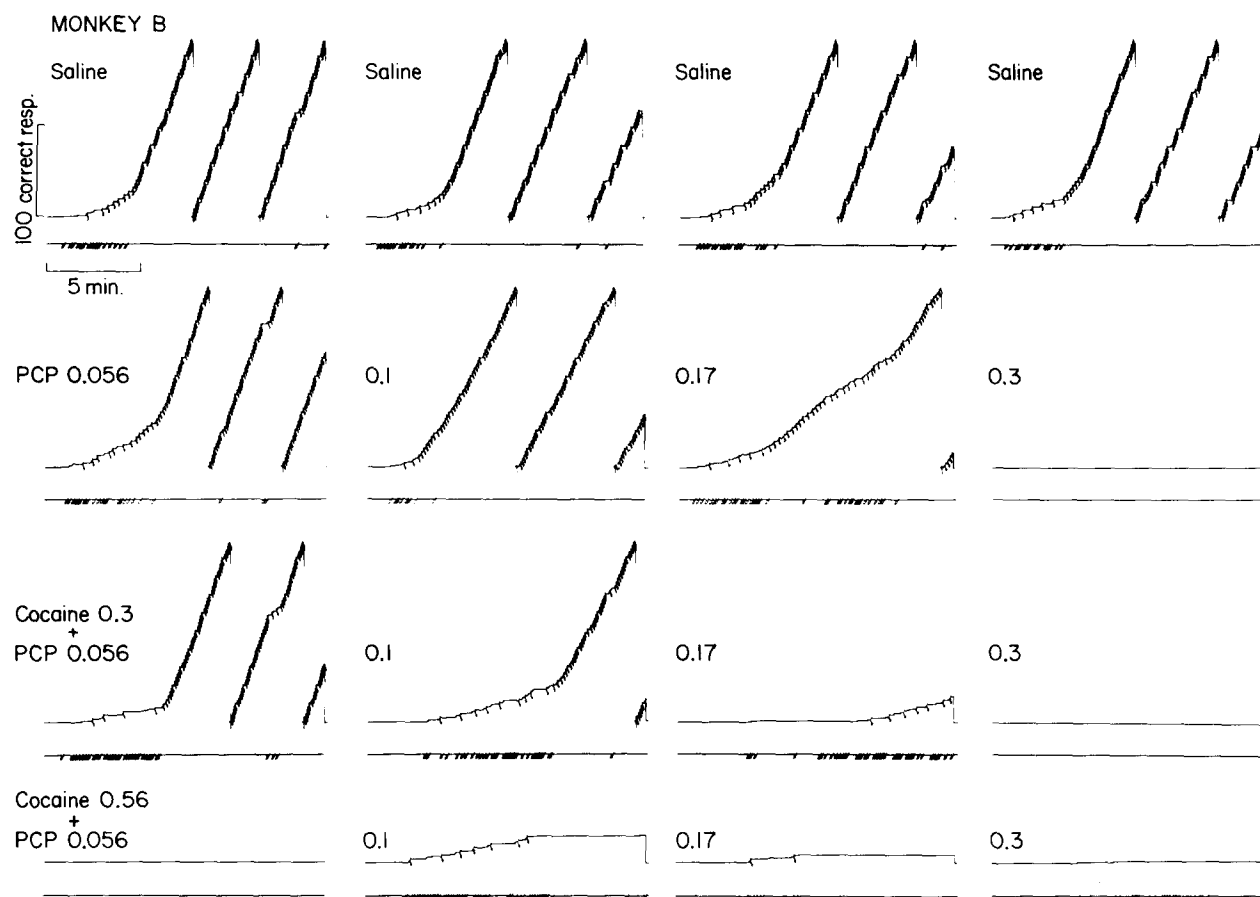 MONKEY B
Saline
Saline
Saline
Saline
100 correct resp.
5 min.
PCP 0.056
0.1
0.17
0.3
Cocaine 0.3
+
PCP 0.056
0.1
0.17
0.3
Cocaine 0.56
+
PCP 0.056
0.1
0.17
0.3